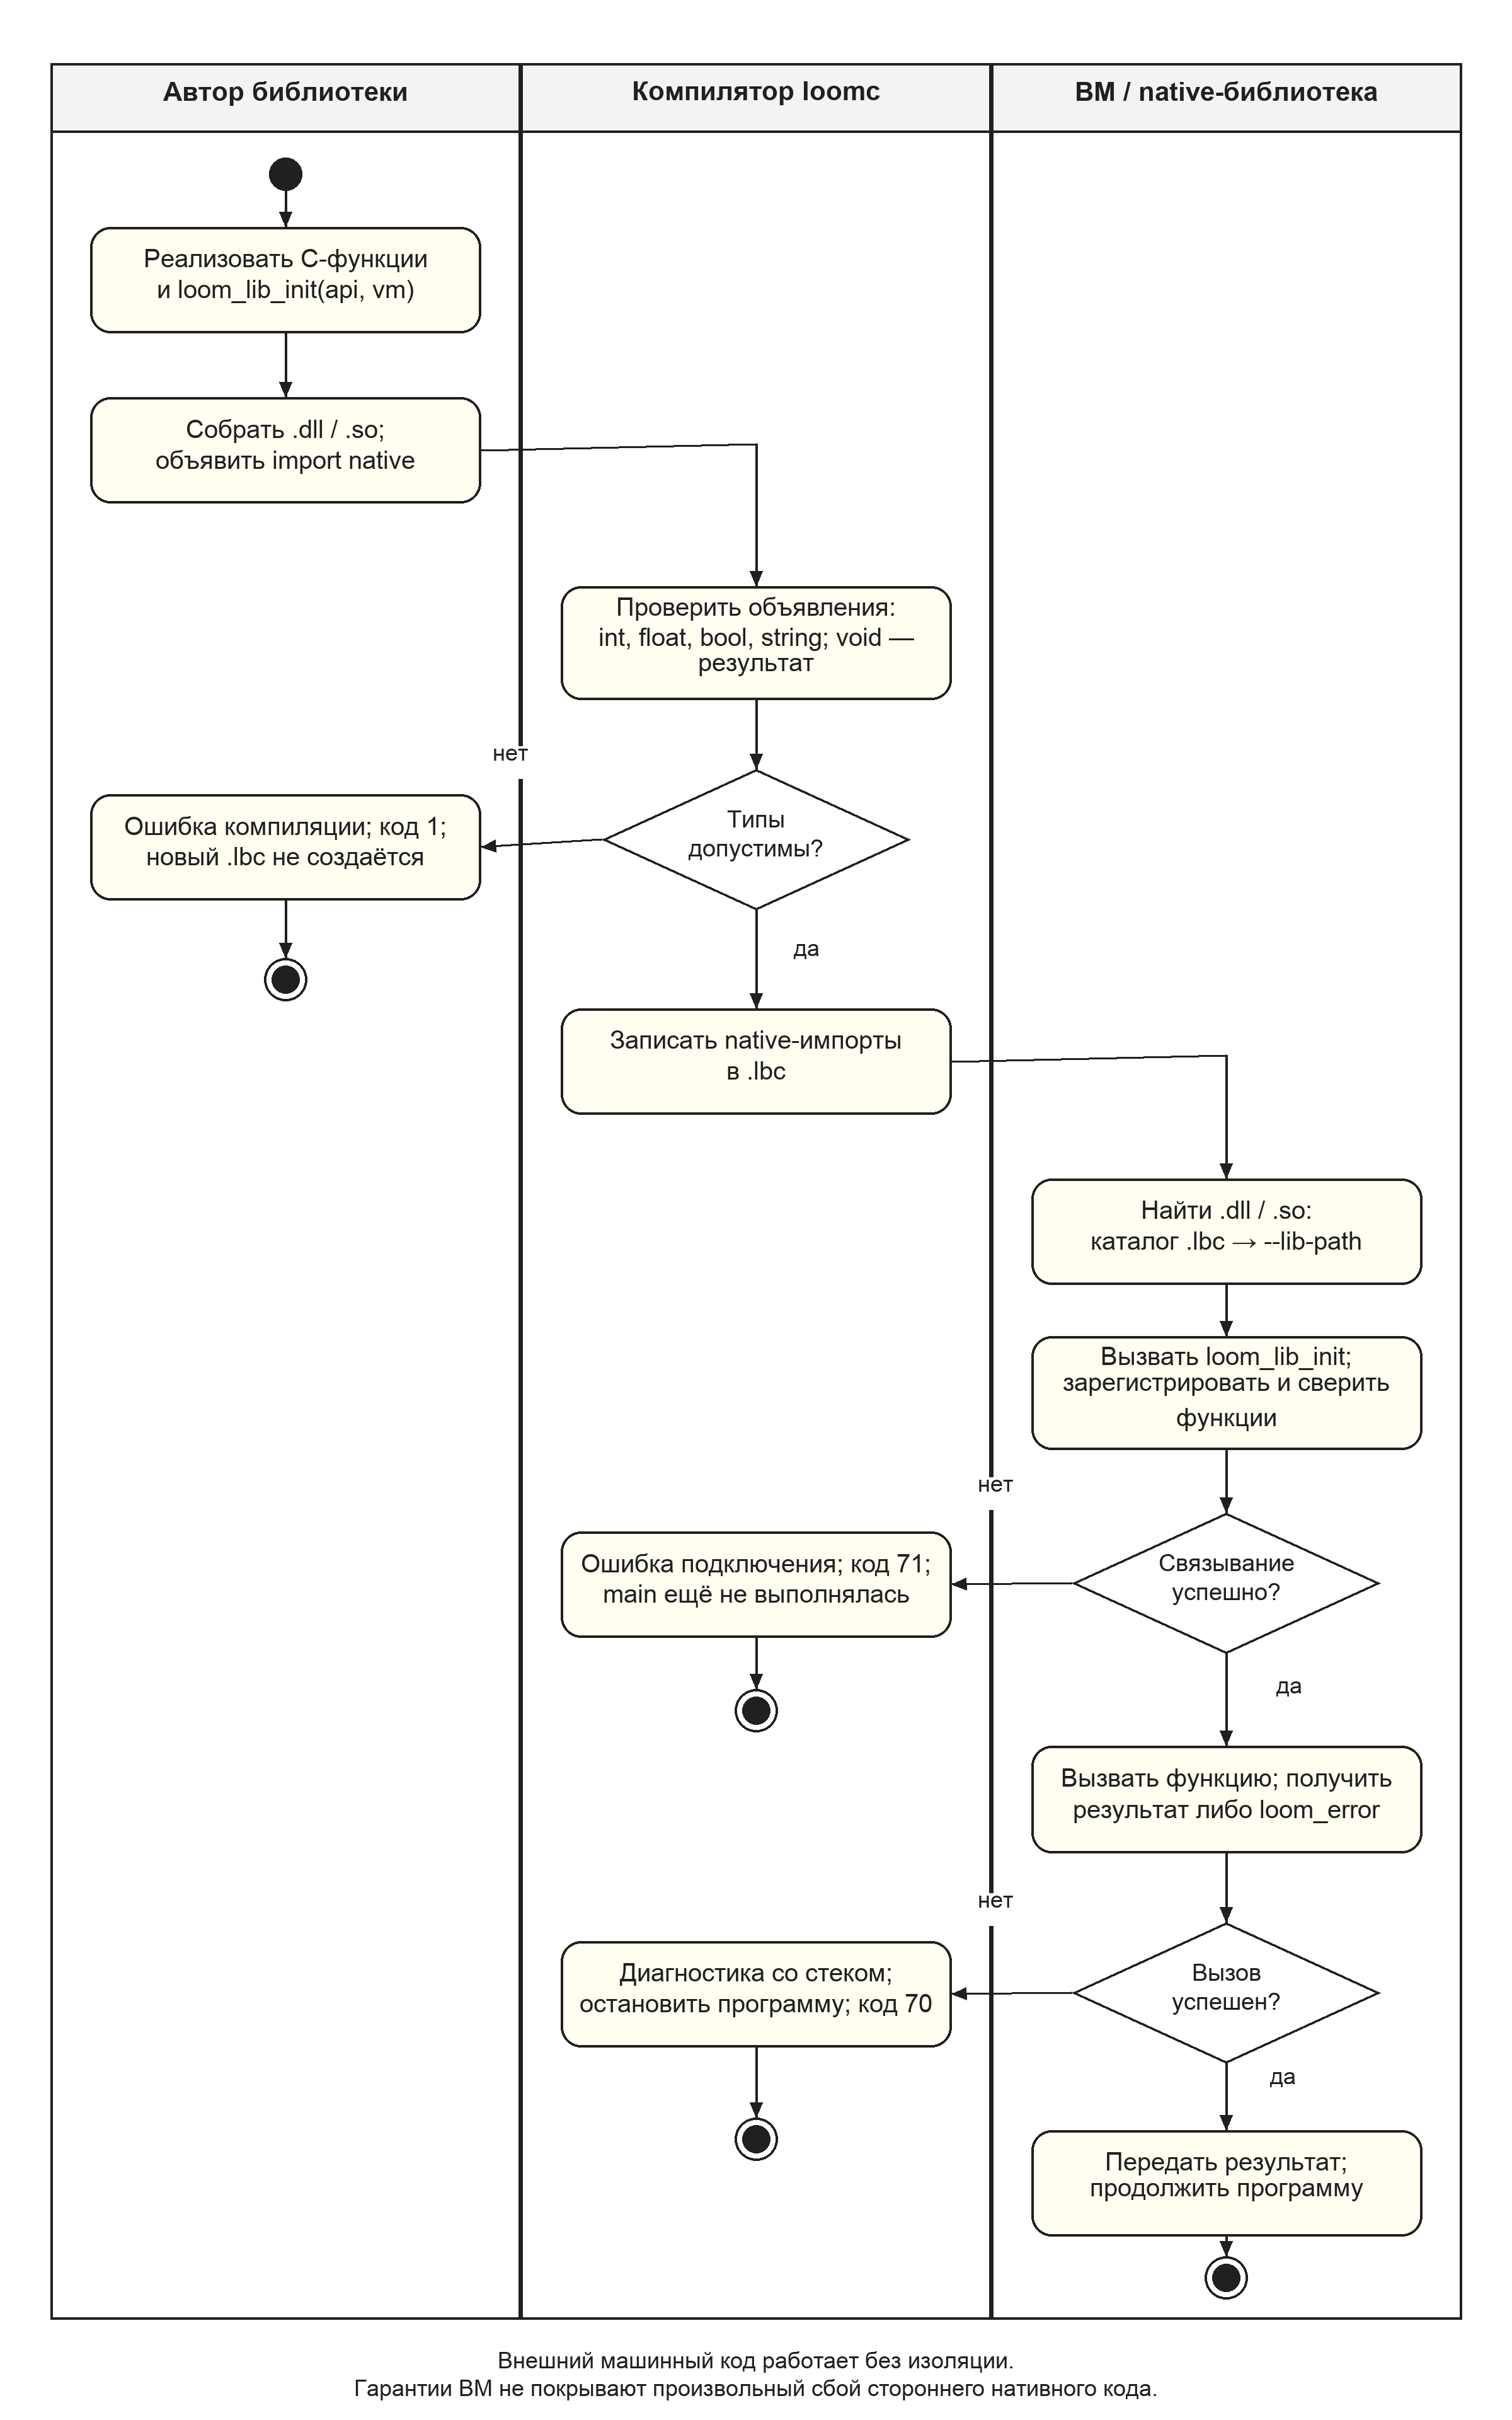 Автор библиотеки
Компилятор loomc
ВМ / native-библиотека
Реализовать C-функции
и loom_lib_init(api, vm)
Собрать .dll / .so;
объявить import native
Проверить объявления:
int, float, bool, string; void —
результат
нет
Типы
допустимы?
Ошибка компиляции; код 1;
новый .lbc не создаётся
да
Записать native-импорты
в .lbc
Найти .dll / .so:
каталог .lbc → --lib-path
Вызвать loom_lib_init;
зарегистрировать и сверить
функции
нет
Связывание
успешно?
Ошибка подключения; код 71;
main ещё не выполнялась
да
Вызвать функцию; получить
результат либо loom_error
нет
Вызов
успешен?
Диагностика со стеком;
остановить программу; код 70
да
Передать результат;
продолжить программу
Внешний машинный код работает без изоляции.
Гарантии ВМ не покрывают произвольный сбой стороннего нативного кода.